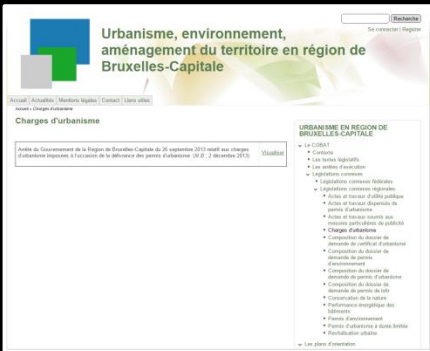 Recherche
Se connecter | Register
Urbanisme, environnement,
aménagement du territoire en région de
Bruxelles-Capitale
Accueil | Actualités | Mentions légales | Contact | Liens utiles
Accueil » Charges d'urbanisme
Charges d'urbanisme
Arrêté du Gouvernement de la Région de Bruxelles-Capitale du 26 septembre 2013 relatif aux charges
d'urbanisme imposées à l'occasion de la délivrance des permis d'urbanisme (M.B.: 2 décembre 2013)
Visualiser
URBANISME EN RÉGION DE
BRUXELLES-CAPITALE
Le COBAT
Contexte
Les textes législatifs
Les arrêtés d'exécution
Législations connexes
Législations connexes fédérales
Législations connexes régionales
Actes et travaux d'utilité publique
Actes et travaux dispensés de
permis d'urbanisme
Actes et travaux soumis aux
mesures particulières de publicité
Charges d'urbanisme
Composition du dossier de
demande de certificat d'urbanisme
Composition du dossier de
demande de permis
d'environnement
Composition du dossier de
demande de permis d'urbanisme
Composition du dossier de
demande de permis de lotir
Conservation de la nature
Performance énergétique des
bâtiments
Permis d'environnement
Permis d'urbanisme à durée limitée
Revitalisation urbaine
Les plans d'orientation